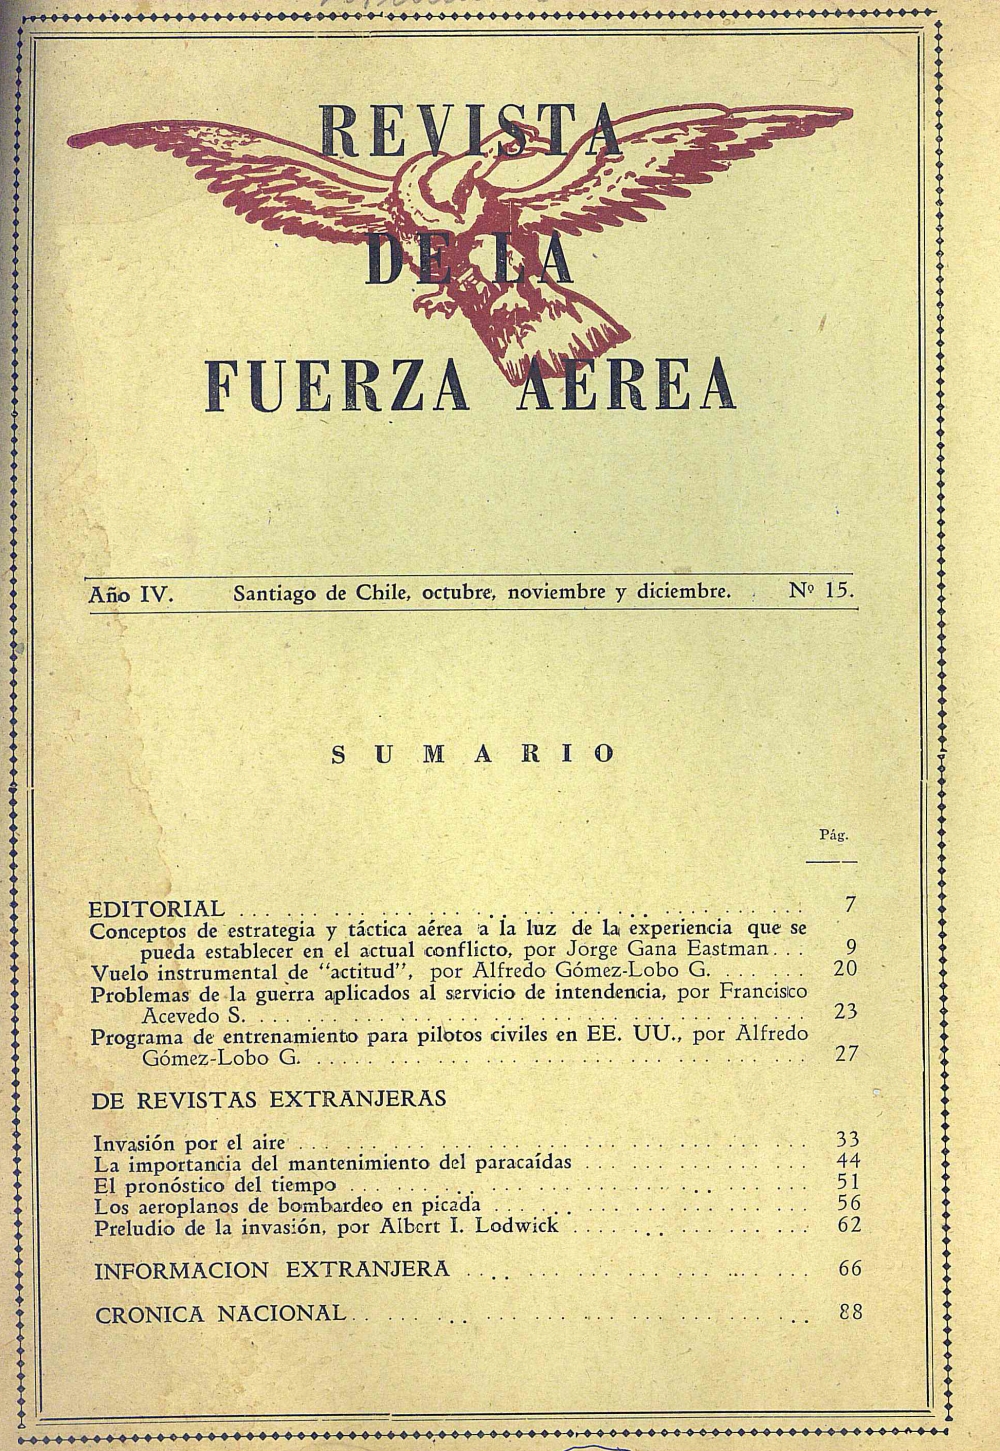 REVISTA
DE LA
FUERZA AEREA
Año IV. Santiago de Chile, octubre, noviembre y diciembre. Nº 15.
SUMARIO
Pág.
EDITORIAL . . . . . . . . . . . . . . . . . . . . . . . . 7
Conceptos de estrategia y táctica aérea a la luz de la experiencia que se
pueda establecer en el actual conflicto, por Jorge Gana Eastman. . . 9
Vuelo instrumental de “actitud”, por Alfredo Gómez-Lobo G. . . . . . 20
Problemas de la guerra aplicados al servicio de intendencia, por Francisco
Acevedo S. . . . . . . . . . . . . . . . . . . . . . . . 23
Programa de entrenamiento para pilotos civiles en EE. UU., por Alfredo
Gómez-Lobo G. . . . . . . . . . . . . . . . . . . . . . 27
DE REVISTAS EXTRANJERAS
Invasión por el aire . . . . . . . . . . . . . . . . . . . . . . 33
La importancia del mantenimiento del paracaídas . . . . . . . . . . 44
El pronóstico del tiempo . . . . . . . . . . . . . . . . . . . . 51
Los aeroplanos de bombardeo en picada . . . . . . . . . . . . . . 56
Preludio de la invasión, por Albert I. Lodwick . . . . . . . . . . . 62
INFORMACION EXTRANJERA . . . . . . . . . . . . . . . 66
CRONICA NACIONAL . . . . . . . . . . . . . . . . . . . . 88